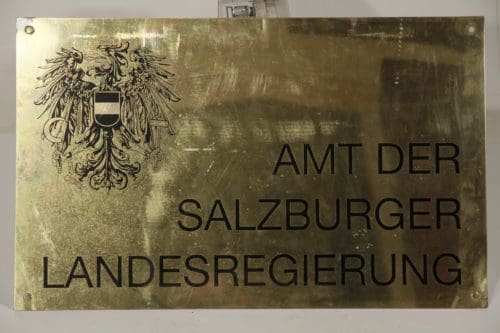 AMT DER
SALZBURGER
LANDESREGIERUNG